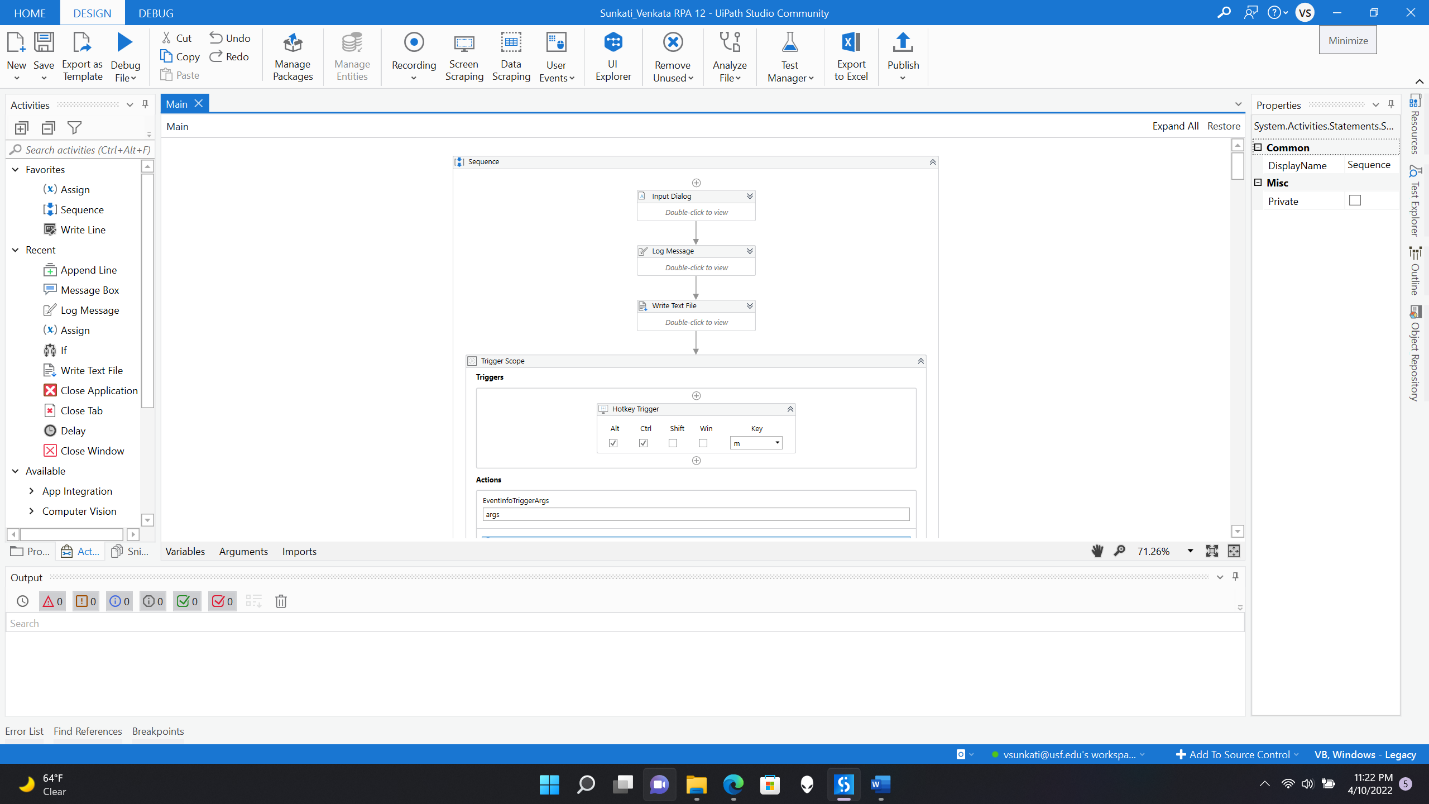 HOME DESIGN DEBUG Sunkati_Venkata RPA 12 - UiPath Studio Community VS
Minimize
New Save Export as Template Debug File Cut Copy Paste Undo Redo Manage Packages Manage Entities Recording Screen Scraping Data Scraping User Events UI Explorer Remove Unused Analyze File Test Manager Export to Excel Publish
Activities
Search activities (Ctrl+Alt+F)
Favorites
Assign
Sequence
Write Line
Recent
Append Line
Message Box
Log Message
Assign
If
Write Text File
Close Application
Close Tab
Delay
Close Window
Available
App Integration
Computer Vision
Pro... Act... Sni...
Main
Main Expand All Restore
Sequence
Input Dialog
Double-click to view
Log Message
Double-click to view
Write Text File
Double-click to view
Trigger Scope
Triggers
Hotkey Trigger
Alt Ctrl Shift Win Key
m
Actions
EventinfoTriggerArgs
args
Variables Arguments Imports 71.26%
Properties
System.Activities.Statements.S...
Common
DisplayName Sequence
Misc
Private
Resources
Test Explorer
Outline
Object Repository
Output
0 0 0 0 0 0
Search
Error List Find References Breakpoints
vsunkati@usf.edu's workspa... Add To Source Control VB, Windows - Legacy
64°F
Clear
11:22 PM
4/10/2022
5